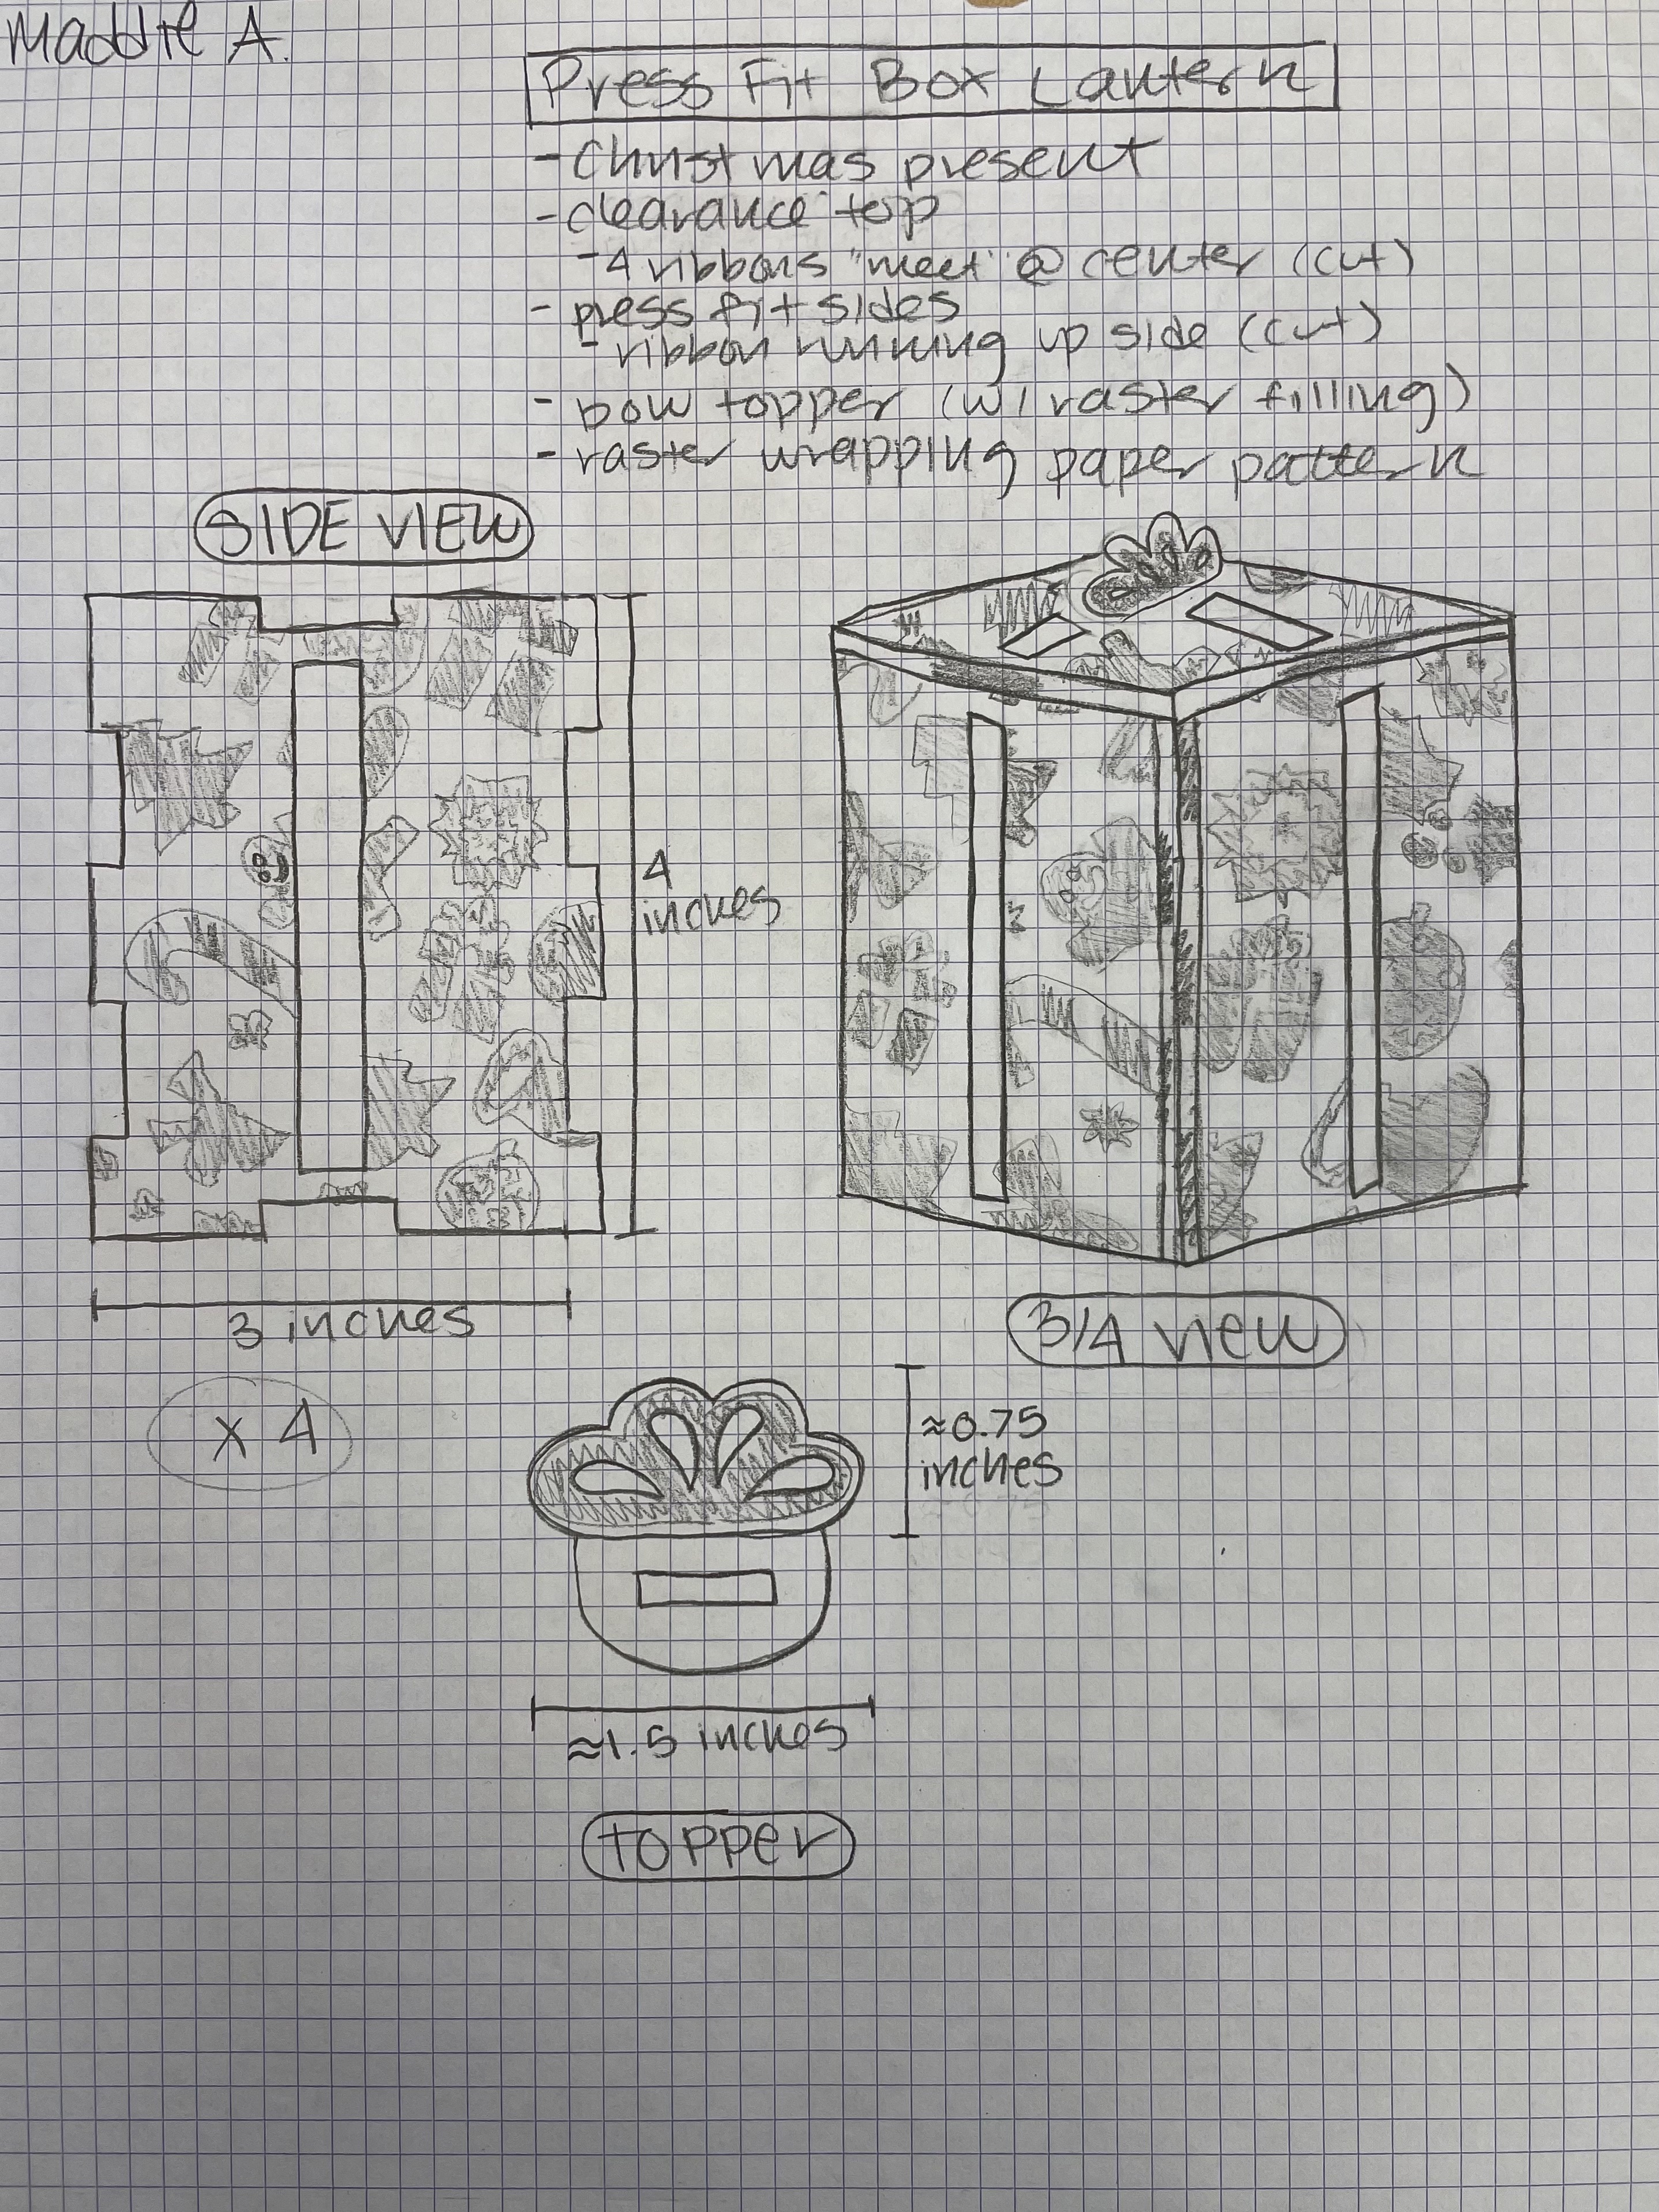 Maddie A.
Press Fit Box Lantern
- Christmas present
- clearance top
- 4 ribbons "meet" @ center (cut)
- press fit sides
- ribbon running up side (cut)
- bow topper (w/ raster filling)
- raster wrapping paper pattern
SIDE VIEW
4
inches
3 inches
x 4
3/4 view
≈0.75
inches
≈1.5 inches
topper